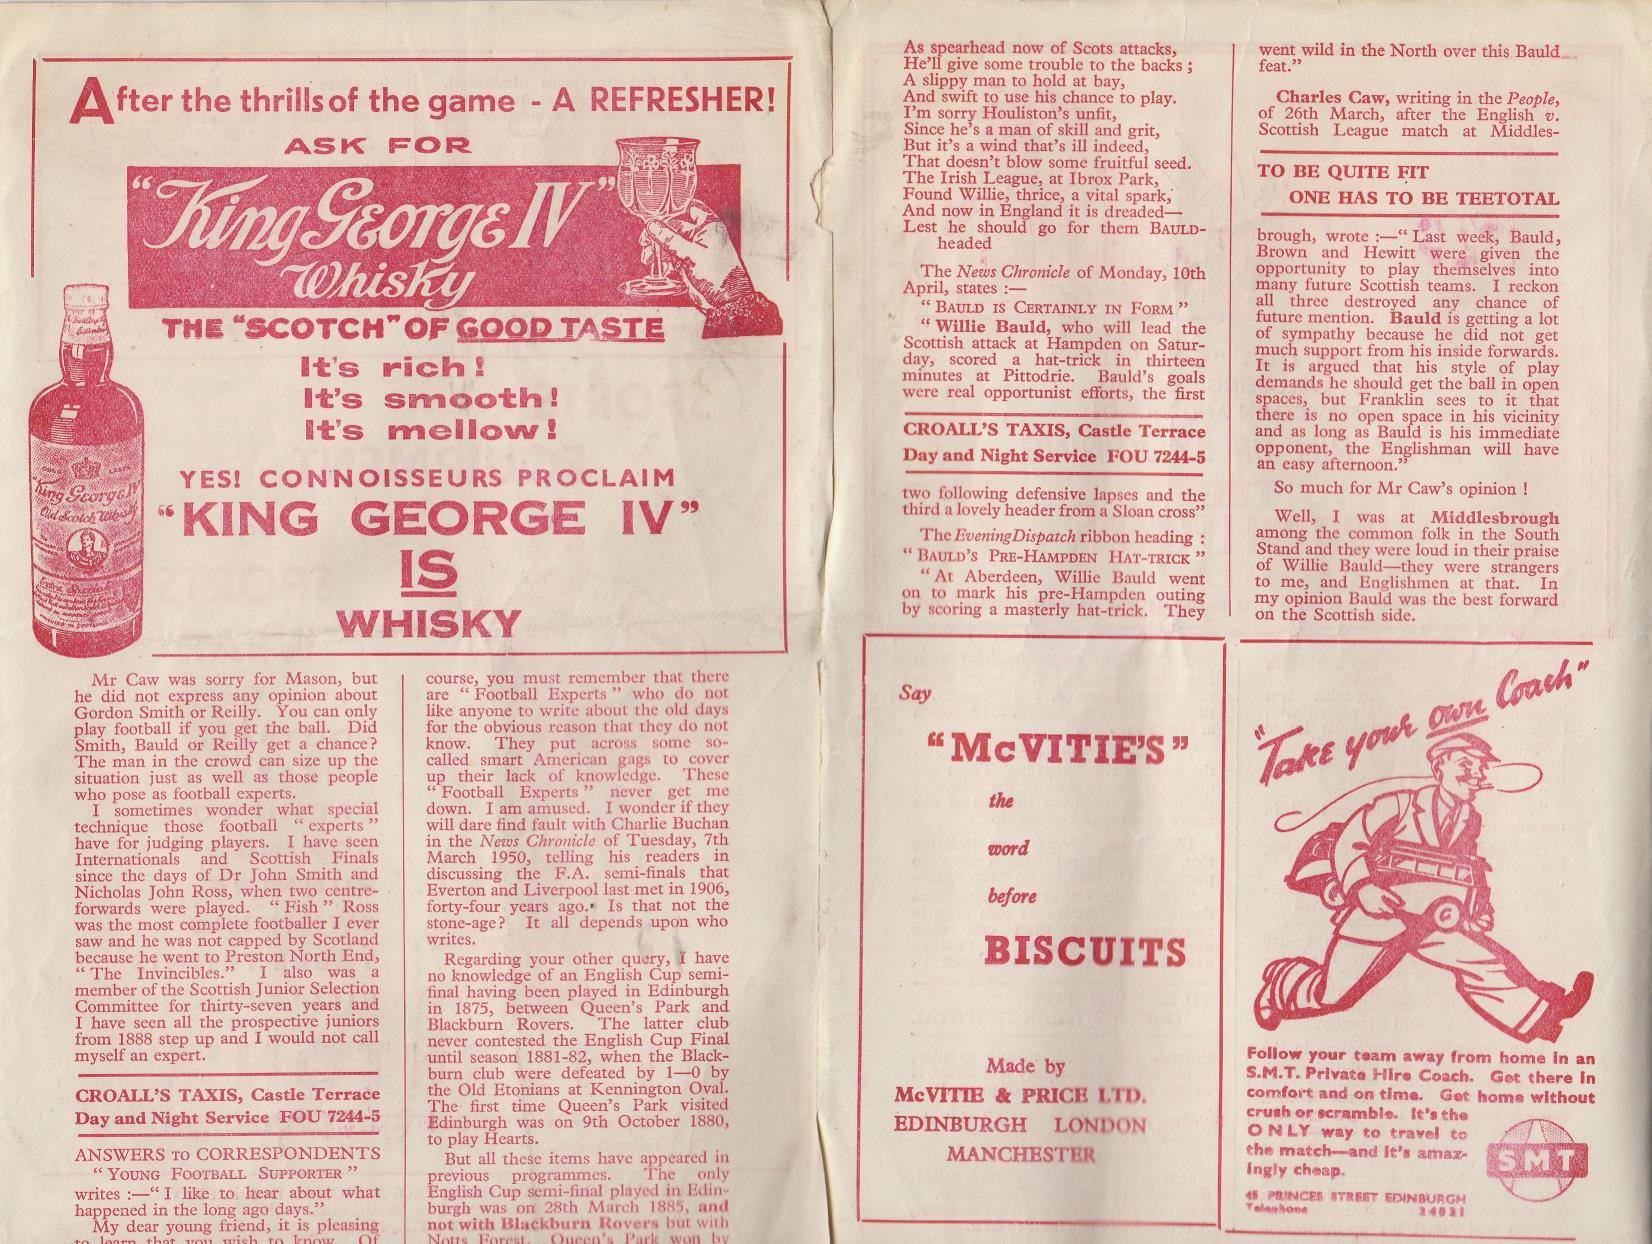 After the thrills of the game - A REFRESHER!
ASK FOR
"King George IV"
Whisky
THE "SCOTCH" OF GOOD TASTE
It's rich!
It's smooth!
It's mellow!
YES! CONNOISSEURS PROCLAIM
"KING GEORGE IV"
IS
WHISKY
King George IV
Old Scotch Whisky
Mr Caw was sorry for Mason, but
he did not express any opinion about
Gordon Smith or Reilly. You can only
play football if you get the ball. Did
Smith, Bauld or Reilly get a chance?
The man in the crowd can size up the
situation just as well as those people
who pose as football experts.
I sometimes wonder what special
technique those football "experts"
have for judging players. I have seen
Internationals and Scottish Finals
since the days of Dr John Smith and
Nicholas John Ross, when two centre-
forwards were played. "Fish" Ross
was the most complete footballer I ever
saw and he was not capped by Scotland
because he went to Preston North End,
"The Invincibles." I also was a
member of the Scottish Junior Selection
Committee for thirty-seven years and
I have seen all the prospective juniors
from 1888 step up and I would not call
myself an expert.
CROALL'S TAXIS, Castle Terrace
Day and Night Service FOU 7244-5
ANSWERS TO CORRESPONDENTS
"YOUNG FOOTBALL SUPPORTER"
writes :—"I like to hear about what
happened in the long ago days."
My dear young friend, it is pleasing
to learn that you wish to know. Of
course, you must remember that there
are "Football Experts" who do not
like anyone to write about the old days
for the obvious reason that they do not
know. They put across some so-
called smart American gags to cover
up their lack of knowledge. These
"Football Experts" never get me
down. I am amused. I wonder if they
will dare find fault with Charlie Buchan
in the News Chronicle of Tuesday, 7th
March 1950, telling his readers in
discussing the F.A. semi-finals that
Everton and Liverpool last met in 1906,
forty-four years ago. Is that not the
stone-age? It all depends upon who
writes.
Regarding your other query, I have
no knowledge of an English Cup semi-
final having been played in Edinburgh
in 1875, between Queen's Park and
Blackburn Rovers. The latter club
never contested the English Cup Final
until season 1881-82, when the Black-
burn club were defeated by 1—0 by
the Old Etonians at Kennington Oval.
The first time Queen's Park visited
Edinburgh was on 9th October 1880,
to play Hearts.
But all these items have appeared in
previous programmes. The only
English Cup semi-final played in Edin-
burgh was on 28th March 1885, and
not with Blackburn Rovers but with
Notts Forest. Queen's Park won by
As spearhead now of Scots attacks,
He'll give some trouble to the backs ;
A slippy man to hold at bay,
And swift to use his chance to play.
I'm sorry Houliston's unfit,
Since he's a man of skill and grit,
But it's a wind that's ill indeed,
That doesn't blow some fruitful seed.
The Irish League, at Ibrox Park,
Found Willie, thrice, a vital spark,
And now in England it is dreaded—
Lest he should go for them BAULD-
headed
The News Chronicle of Monday, 10th
April, states :—
"BAULD IS CERTAINLY IN FORM"
"Willie Bauld, who will lead the
Scottish attack at Hampden on Satur-
day, scored a hat-trick in thirteen
minutes at Pittodrie. Bauld's goals
were real opportunist efforts, the first
CROALL'S TAXIS, Castle Terrace
Day and Night Service FOU 7244-5
two following defensive lapses and the
third a lovely header from a Sloan cross"
The Evening Dispatch ribbon heading :
"BAULD'S PRE-HAMPDEN HAT-TRICK"
"At Aberdeen, Willie Bauld went
on to mark his pre-Hampden outing
by scoring a masterly hat-trick. They
went wild in the North over this Bauld
feat."
Charles Caw, writing in the People,
of 26th March, after the English v.
Scottish League match at Middles-
TO BE QUITE FIT
ONE HAS TO BE TEETOTAL
brough, wrote :—"Last week, Bauld,
Brown and Hewitt were given the
opportunity to play themselves into
many future Scottish teams. I reckon
all three destroyed any chance of
future mention. Bauld is getting a lot
of sympathy because he did not get
much support from his inside forwards.
It is argued that his style of play
demands he should get the ball in open
spaces, but Franklin sees to it that
there is no open space in his vicinity
and as long as Bauld is his immediate
opponent, the Englishman will have
an easy afternoon."
So much for Mr Caw's opinion !
Well, I was at Middlesbrough
among the common folk in the South
Stand and they were loud in their praise
of Willie Bauld—they were strangers
to me, and Englishmen at that. In
my opinion Bauld was the best forward
on the Scottish side.
Say
"McVITIE'S"
the
word
before
BISCUITS
Made by
McVITIE & PRICE LTD.
EDINBURGH LONDON
MANCHESTER
"Take your own Coach"
Follow your team away from home in an
S.M.T. Private Hire Coach. Get there in
comfort and on time. Get home without
crush or scramble. It's the
ONLY way to travel to
the match—and it's amaz-
ingly cheap.
SMT
45 PRINCES STREET EDINBURGH
Telephone 24021